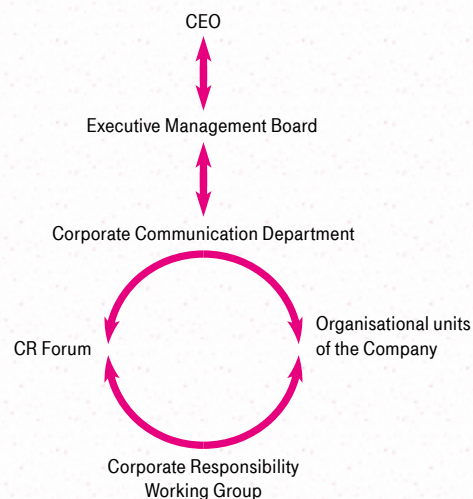 CEO
Executive Management Board
Corporate Communication Department
CR Forum
Organisational units
of the Company
Corporate Responsibility
Working Group